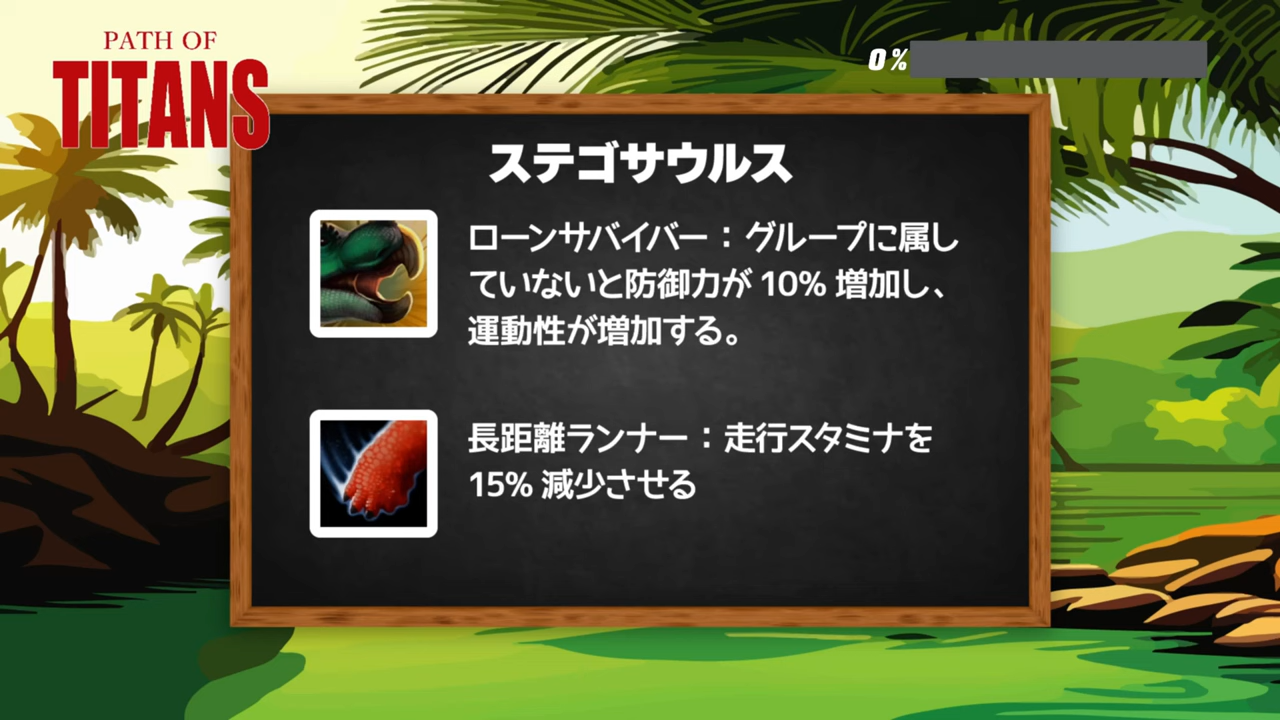 PATH OF
TITANS
0%
ステゴサウルス
ローンサバイバー：グループに属し
ていないと防御力が 10% 増加し、
運動性が増加する。
長距離ランナー：走行スタミナを
15% 減少させる